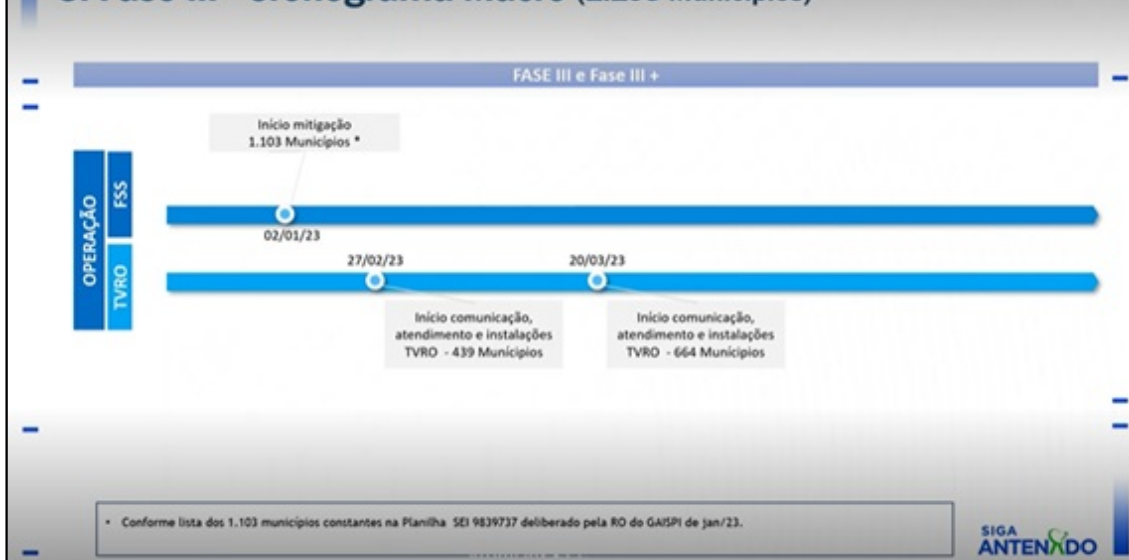 FASE III e Fase III +
Início mitigação
1.103 Municípios *
OPERAÇÃO
FSS
02/01/23
TVRO
27/02/23
20/03/23
Início comunicação,
atendimento e instalações
TVRO - 439 Municípios
Início comunicação,
atendimento e instalações
TVRO - 664 Municípios
• Conforme lista dos 1.103 municípios constantes na Planilha SEI 9839737 deliberado pela RO do GAISPI de jan/23.
SIGA
ANTENADO